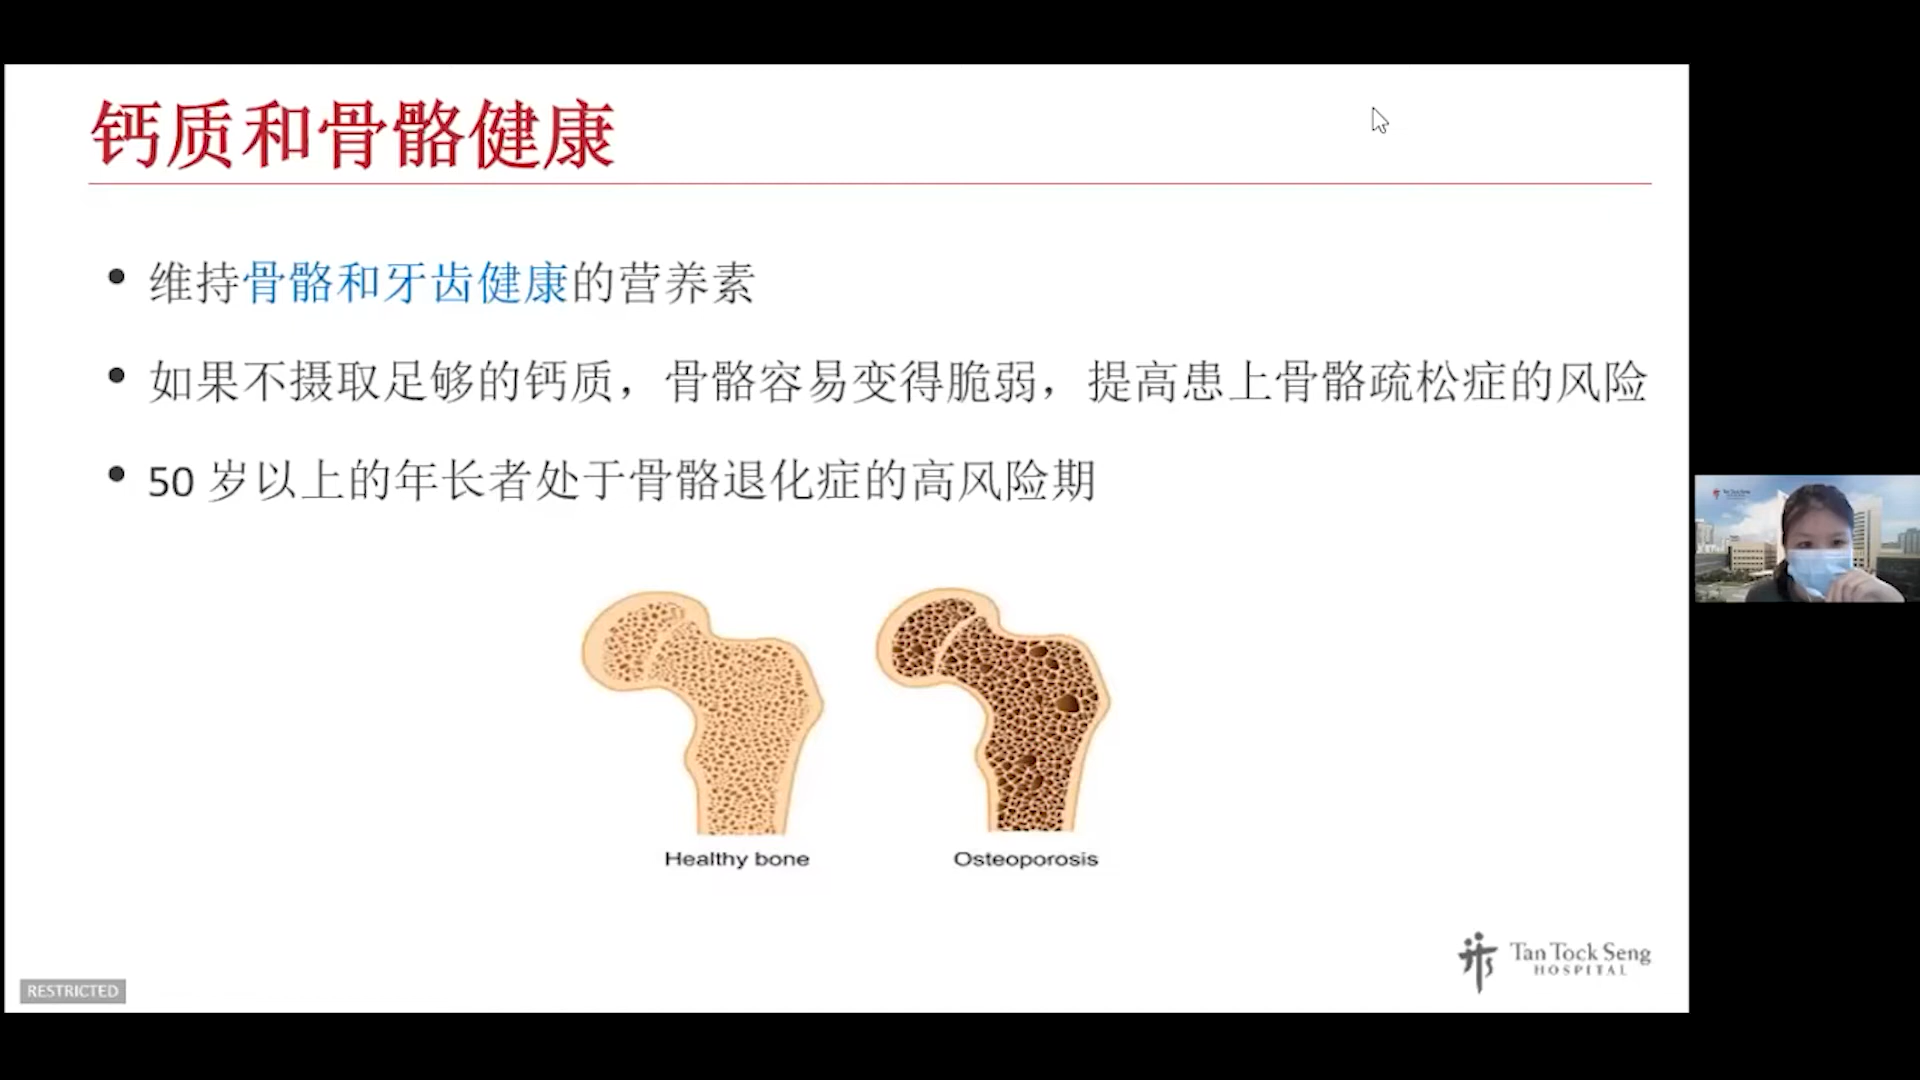 钙质和骨骼健康
维持骨骼和牙齿健康的营养素
如果不摄取足够的钙质，骨骼容易变得脆弱，提高患上骨骼疏松症的风险
50 岁以上的年长者处于骨骼退化症的高风险期
Healthy bone
Osteoporosis
Tan Tock Seng
HOSPITAL
RESTRICTED
Tan Tock Seng